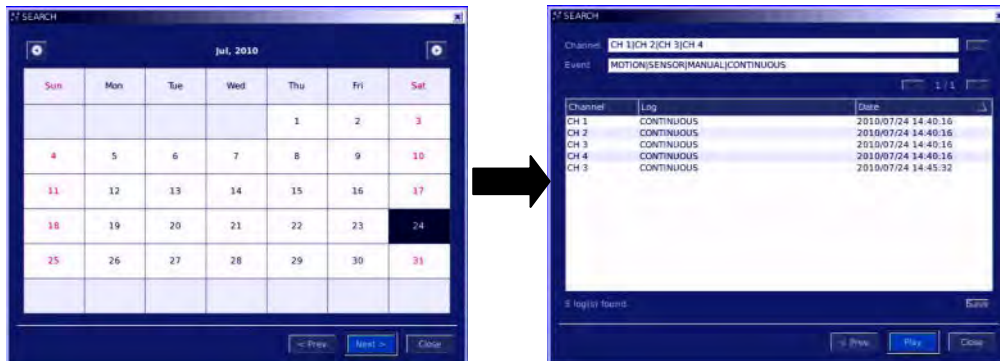 SEARCH
Jul, 2010
Sun Mon Tue Wed Thu Fri Sat
1 2 3
4 5 6 7 8 9 10
11 12 13 14 15 16 17
18 19 20 21 22 23 24
25 26 27 28 29 30 31
< Prev Next > Close
SEARCH
Channel CH 1|CH 2|CH 3|CH 4
Event MOTION|SENSOR|MANUAL|CONTINUOUS
1 / 1
Channel Log Date
CH 1 CONTINUOUS 2010/07/24 14:40:16
CH 2 CONTINUOUS 2010/07/24 14:40:16
CH 3 CONTINUOUS 2010/07/24 14:40:16
CH 4 CONTINUOUS 2010/07/24 14:40:16
CH 3 CONTINUOUS 2010/07/24 14:45:32
5 log(s) found. Save
< Prev Play Close